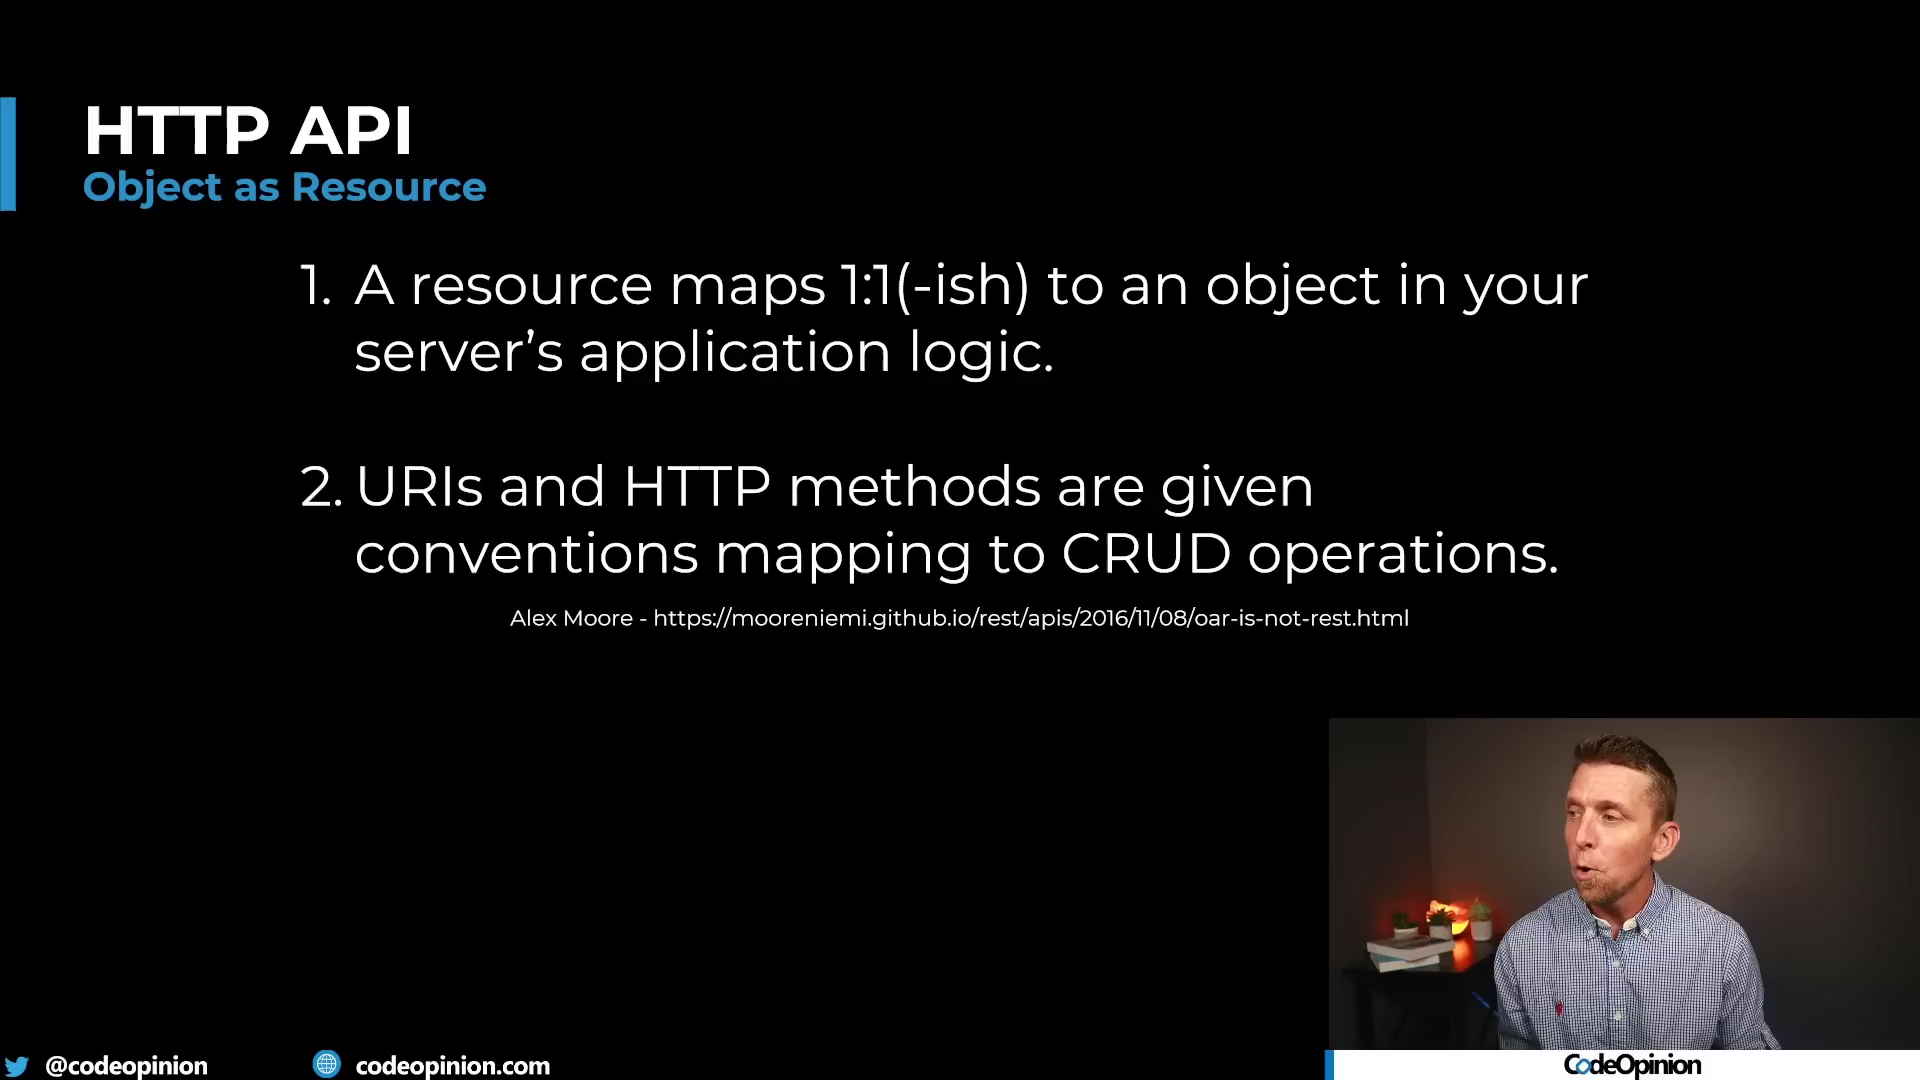 HTTP API
Object as Resource
1. A resource maps 1:1(-ish) to an object in your
server’s application logic.
2. URIs and HTTP methods are given
conventions mapping to CRUD operations.
Alex Moore - https://mooreniemi.github.io/rest/apis/2016/11/08/oar-is-not-rest.html
@codeopinion
codeopinion.com
CodeOpinion